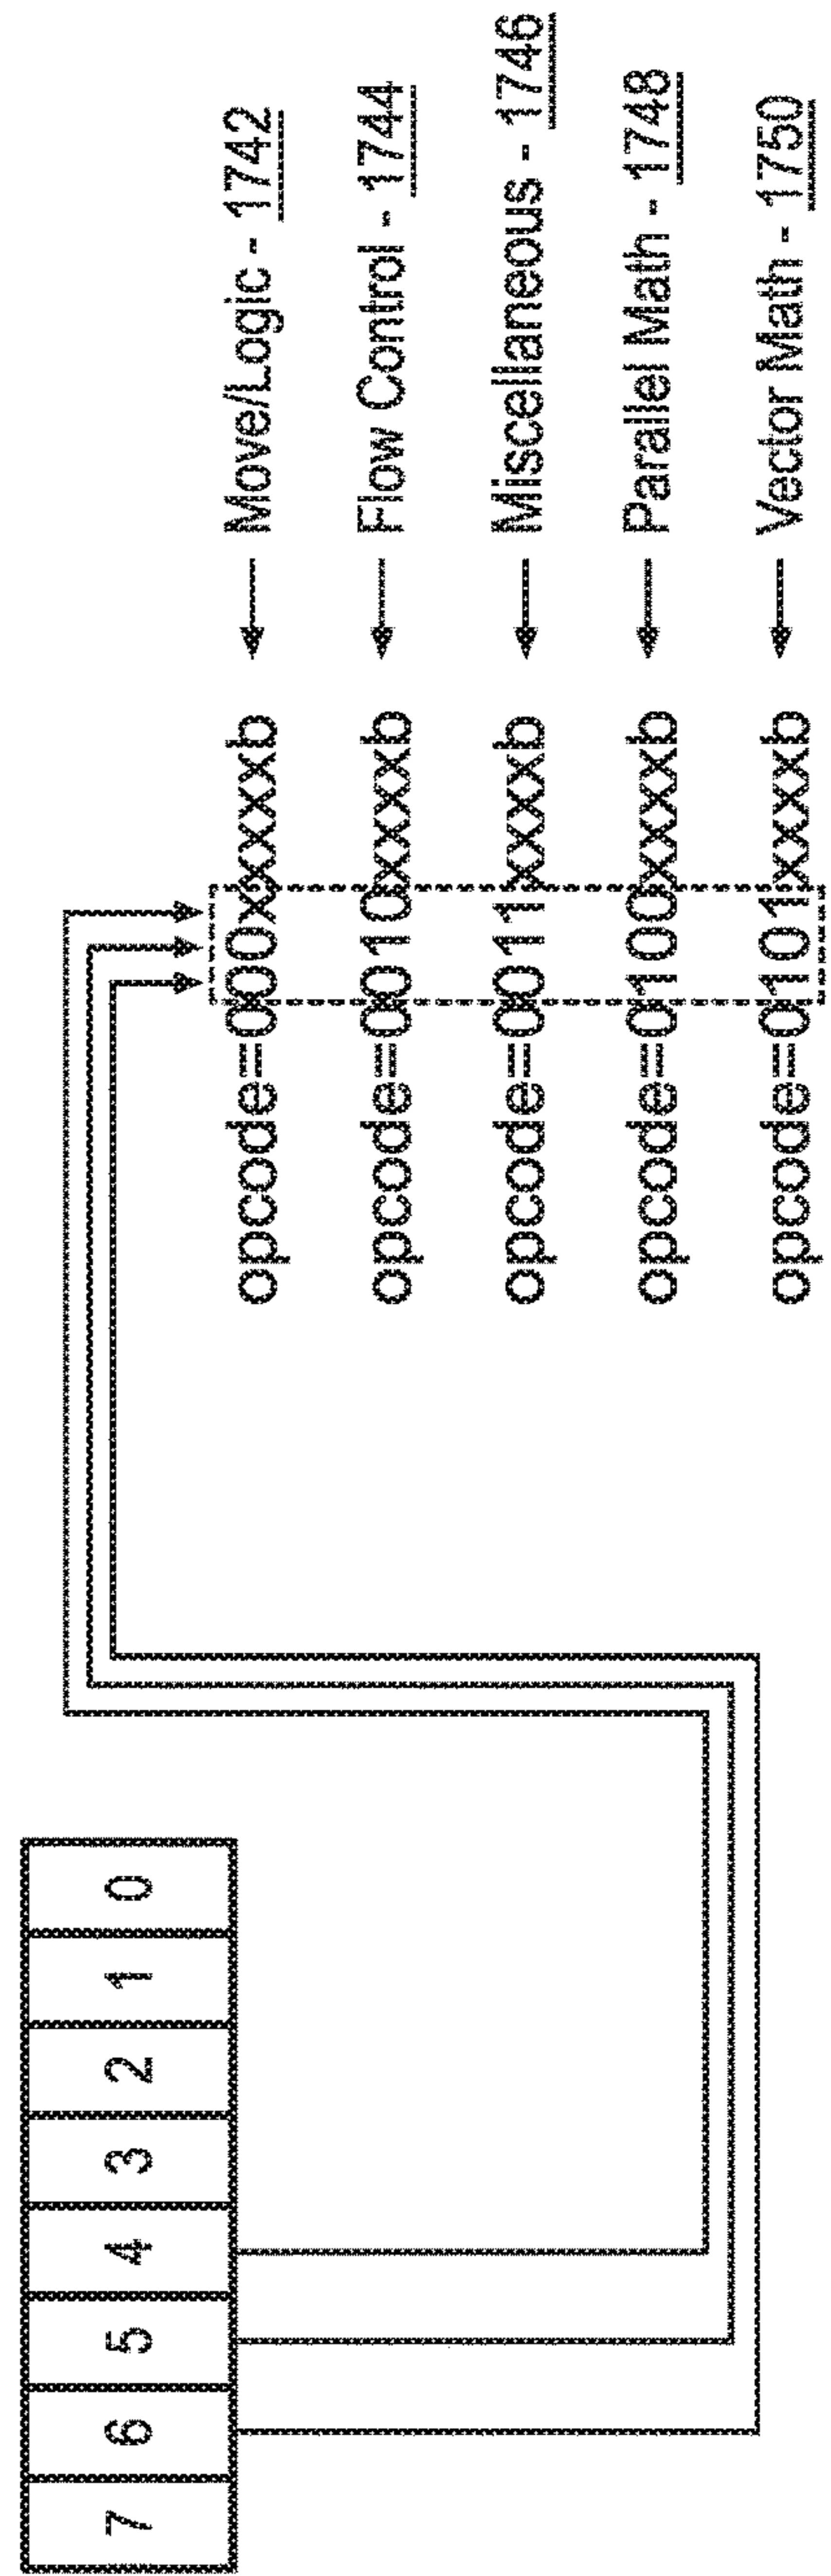 7 6 5 4 3 2 1 0
opcode=000xxxxxb Move/Logic - 1742
opcode=0010xxxxb Flow Control - 1744
opcode=0011xxxxb Miscellaneous - 1746
opcode=0100xxxxb Parallel Math - 1748
opcode=0101xxxxb Vector Math - 1750